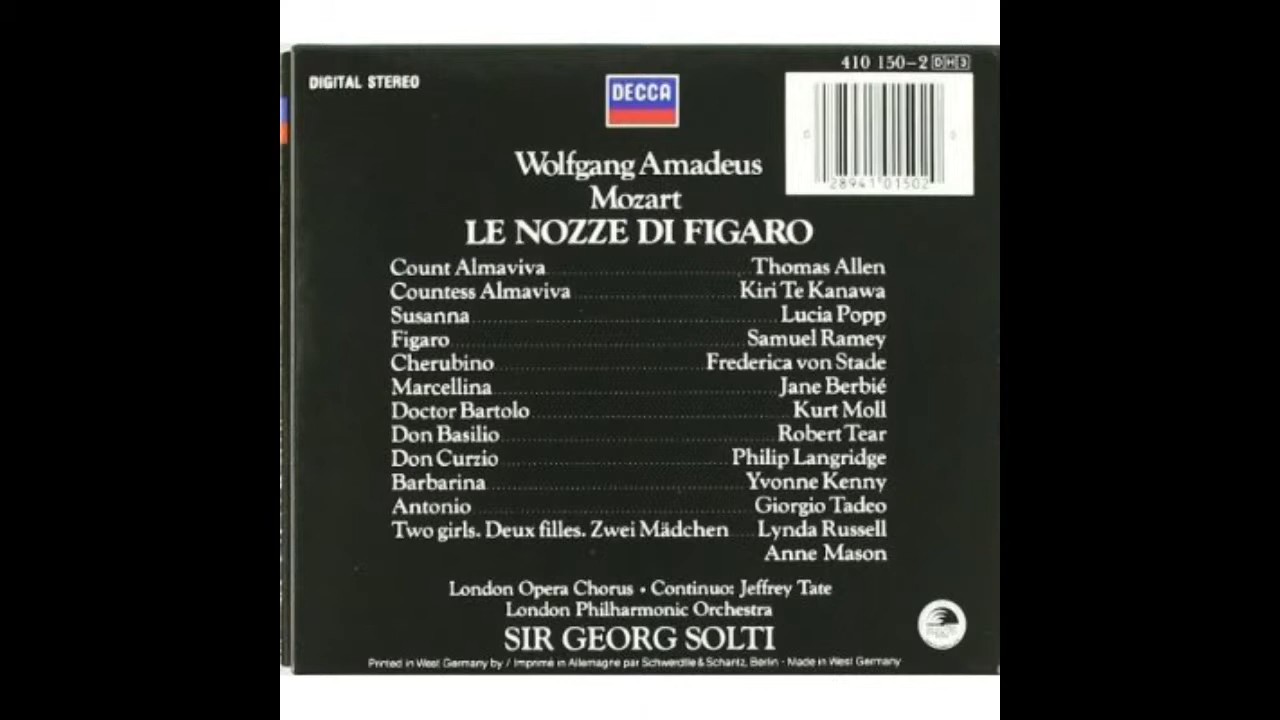 DIGITAL STEREO
410 150-2 DH3
DECCA
28941 01502
Wolfgang Amadeus
Mozart
LE NOZZE DI FIGARO
Count Almaviva Thomas Allen
Countess Almaviva Kiri Te Kanawa
Susanna Lucia Popp
Figaro Samuel Ramey
Cherubino Frederica von Stade
Marcellina Jane Berbié
Doctor Bartolo Kurt Moll
Don Basilio Robert Tear
Don Curzio Philip Langridge
Barbarina Yvonne Kenny
Antonio Giorgio Tadeo
Two girls. Deux filles. Zwei Mädchen Lynda Russell
Anne Mason
London Opera Chorus • Continuo: Jeffrey Tate
London Philharmonic Orchestra
SIR GEORG SOLTI
Printed in West Germany by / Imprimé en Allemagne par Schwerdille & Schantz, Berlin - Made in West Germany